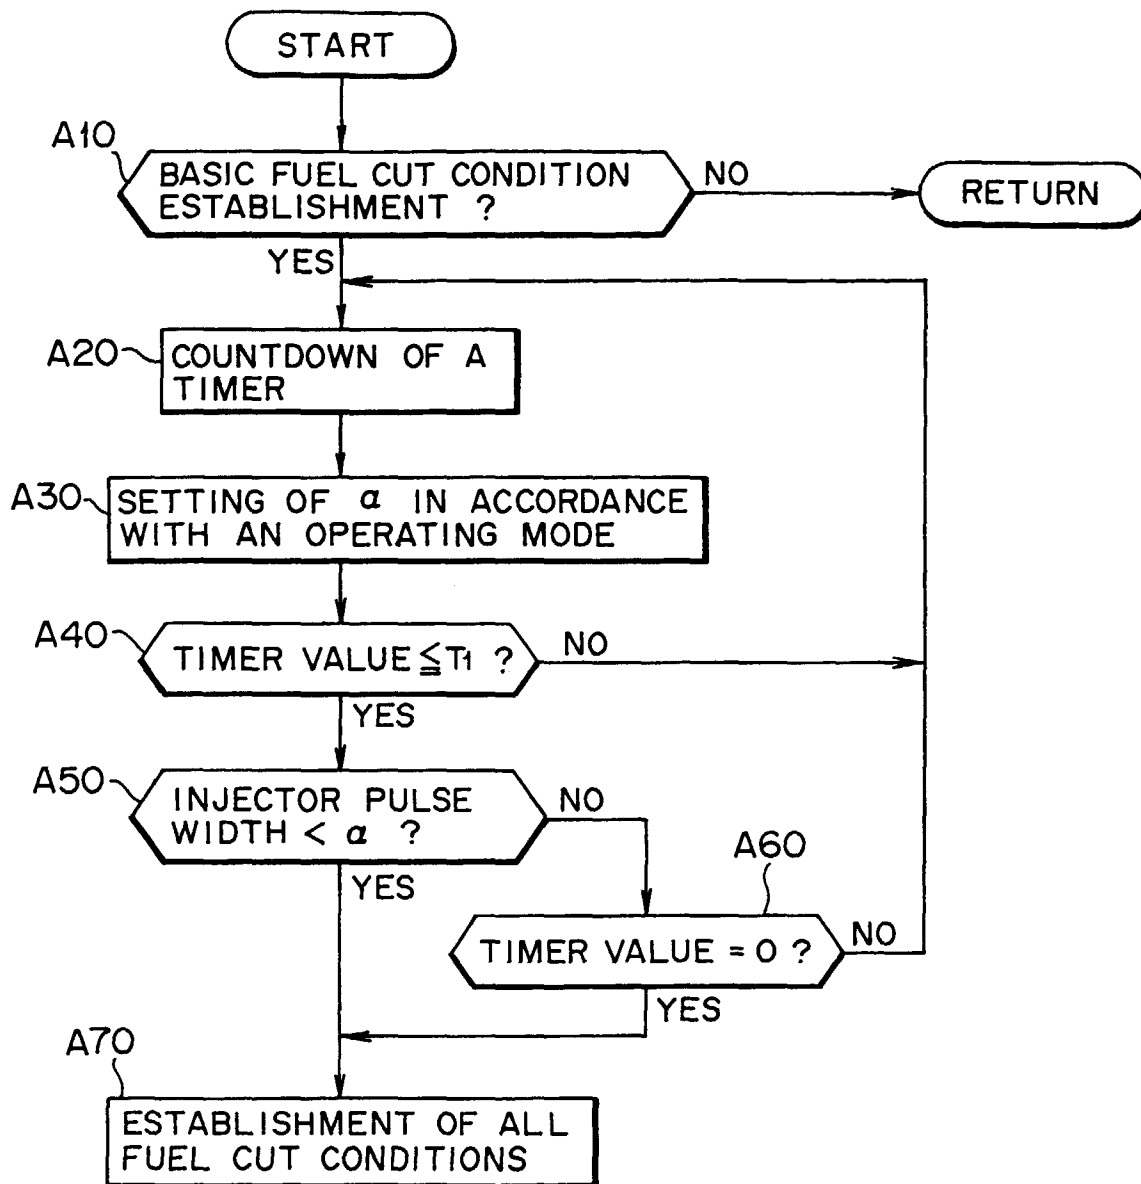 START
A10
BASIC FUEL CUT CONDITION
ESTABLISHMENT ?
NO
RETURN
YES
A20
COUNTDOWN OF A
TIMER
A30
SETTING OF α IN ACCORDANCE
WITH AN OPERATING MODE
A40
TIMER VALUE ≦ T1 ?
NO
YES
A50
INJECTOR PULSE
WIDTH < α ?
NO
YES
A60
TIMER VALUE = 0 ?
NO
YES
A70
ESTABLISHMENT OF ALL
FUEL CUT CONDITIONS